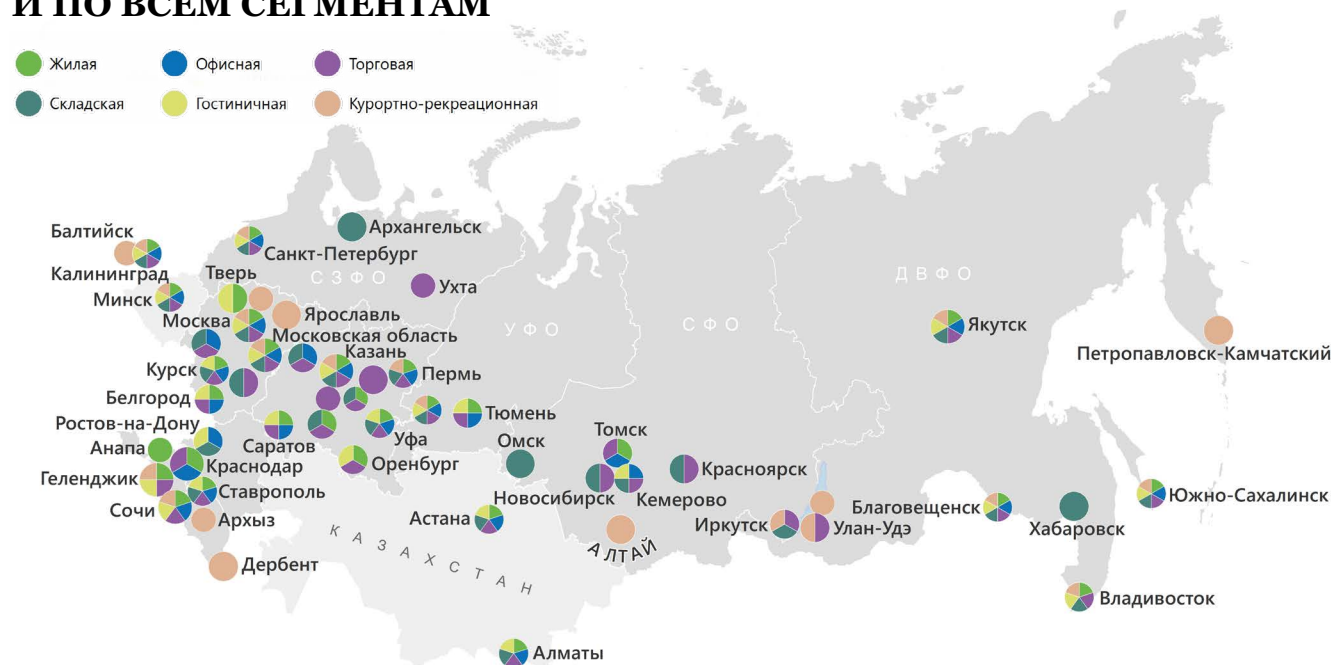 И ПО ВСЕМ СЕГМЕНТАМ
Жилая
Офисная
Торговая
Складская
Гостиничная
Курортно-рекреационная
Архангельск
Балтийск
Санкт-Петербург
Калининград
Тверь
СЗФО
ДВФО
Ухта
Минск
Ярославль
Москва
УФО
СФО
Якутск
Московская область
Казань
Петропавловск-Камчатский
Курск
Пермь
Белгород
Тюмень
Ростов-на-Дону
Саратов
Уфа
Омск
Томск
Анапа
Краснодар
Оренбург
Красноярск
Геленджик
Ставрополь
Новосибирск
Кемерово
Южно-Сахалинск
Сочи
Архыз
Астана
Иркутск
Улан-Удэ
Благовещенск
Хабаровск
КАЗАХСТАН
АЛТАЙ
Дербент
Владивосток
Алматы